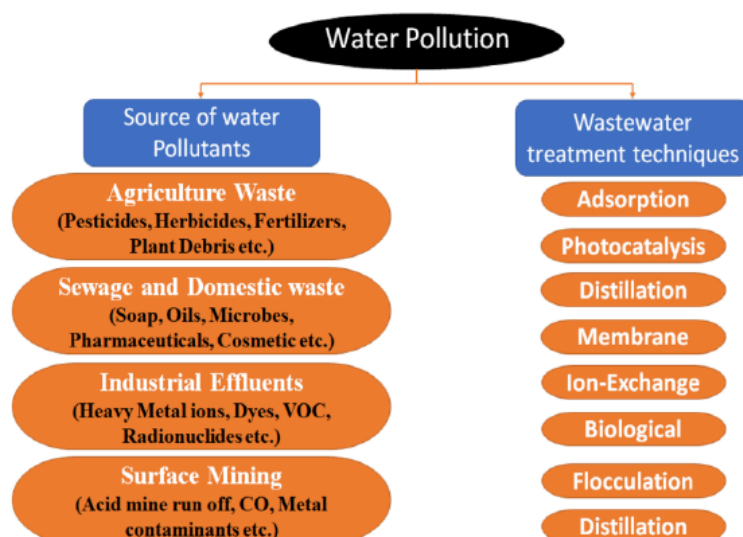 Water Pollution
Source of water
Pollutants
Agriculture Waste
(Pesticides, Herbicides, Fertilizers,
Plant Debris etc.)
Sewage and Domestic waste
(Soap, Oils, Microbes,
Pharmaceuticals, Cosmetic etc.)
Industrial Effluents
(Heavy Metal ions, Dyes, VOC,
Radionuclides etc.)
Surface Mining
(Acid mine run off, CO, Metal
contaminants etc.)
Wastewater
treatment techniques
Adsorption
Photocatalysis
Distillation
Membrane
Ion-Exchange
Biological
Flocculation
Distillation